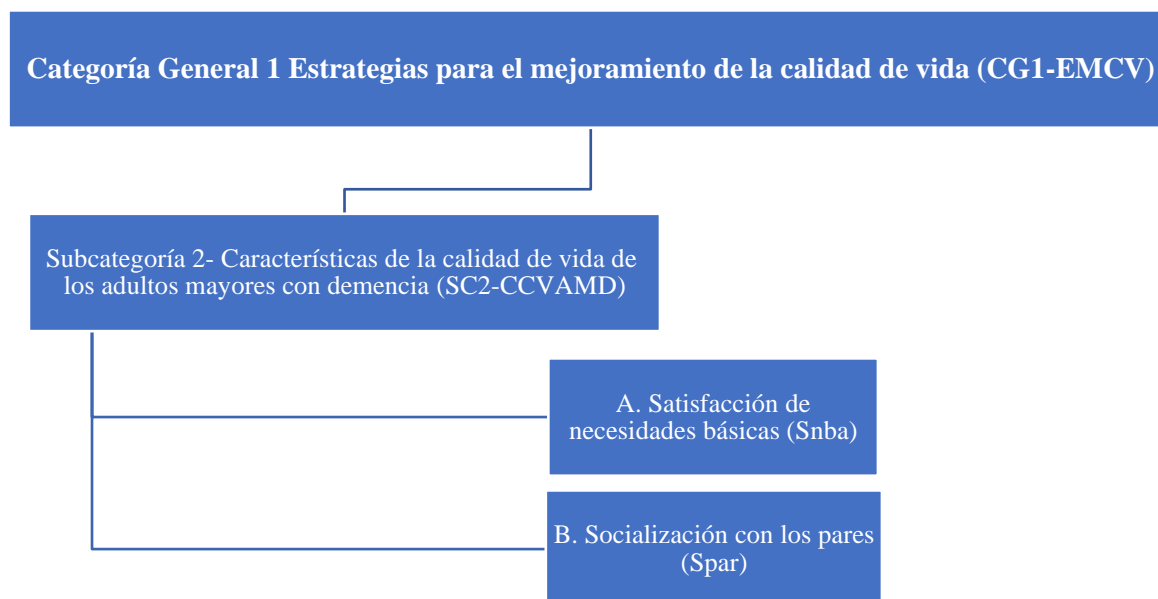 Categoría General 1 Estrategias para el mejoramiento de la calidad de vida (CG1-EMCV)
Subcategoría 2- Características de la calidad de vida de
los adultos mayores con demencia (SC2-CCVAMD)
A. Satisfacción de
necesidades básicas (Snba)
B. Socialización con los pares
(Spar)